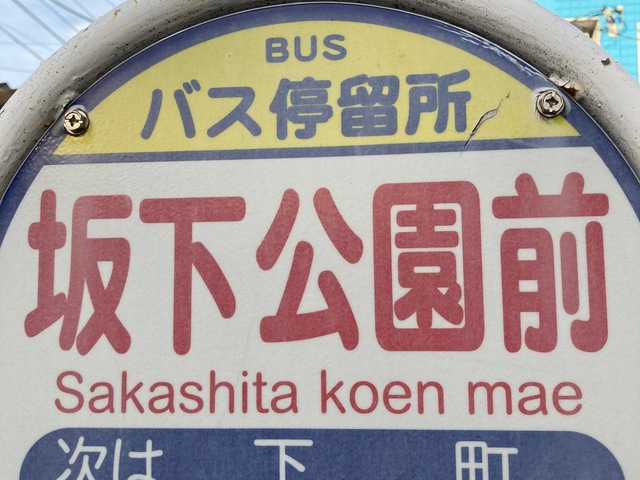 BUS
バス停留所
坂下公園前
Sakashita koen mae
次は 下町